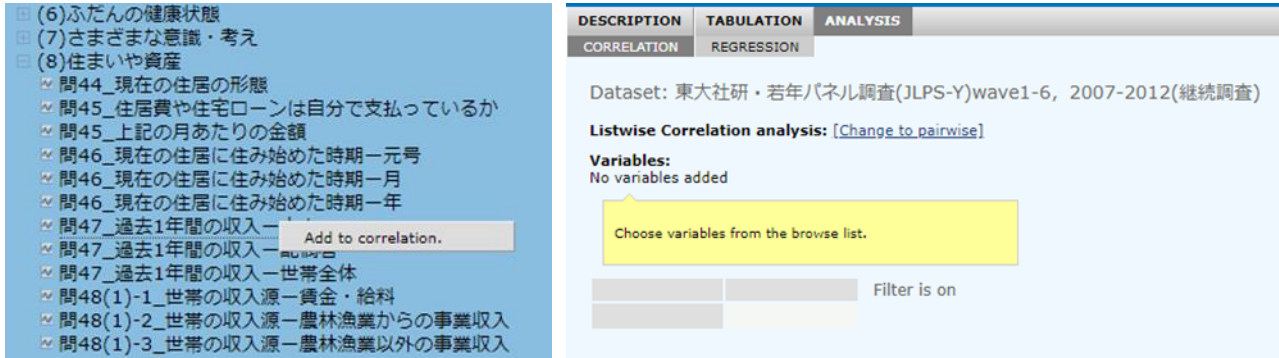 (6)ふだんの健康状態
(7)さまざまな意識・考え
(8)住まいや資産
問44_現在の住居の形態
問45_住居費や住宅ローンは自分で支払っているか
問45_上記の月あたりの金額
問46_現在の住居に住み始めた時期ー元号
問46_現在の住居に住み始めた時期ー月
問46_現在の住居に住み始めた時期ー年
問47_過去1年間の収入ー
Add to correlation.
問47_過去1年間の収入ー
問47_過去1年間の収入ー世帯全体
問48(1)-1_世帯の収入源ー賃金・給料
問48(1)-2_世帯の収入源ー農林漁業からの事業収入
問48(1)-3_世帯の収入源ー農林漁業以外の事業収入
DESCRIPTION TABULATION ANALYSIS
CORRELATION REGRESSION
Dataset: 東大社研・若年パネル調査(JLPS-Y)wave1-6, 2007-2012(継続調査)
Listwise Correlation analysis: [Change to pairwise]
Variables:
No variables added
Choose variables from the browse list.
Filter is on